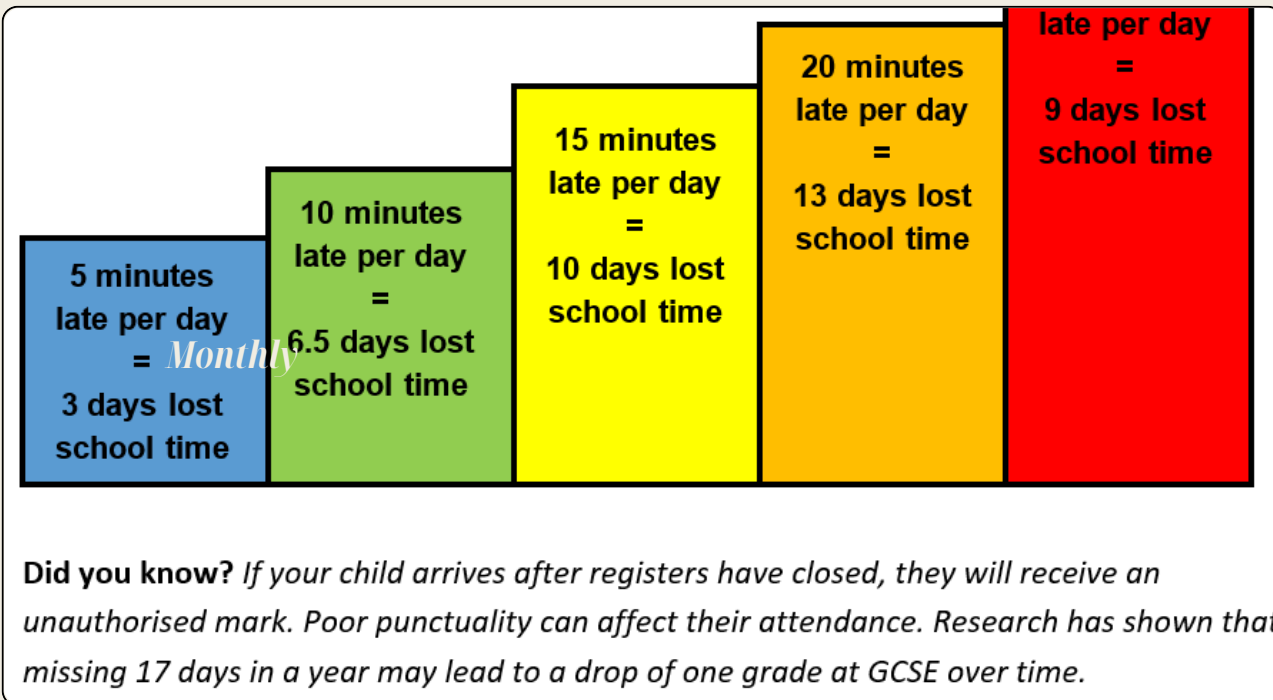 5 minutes
late per day
=
3 days lost
school time
10 minutes
late per day
=
6.5 days lost
school time
15 minutes
late per day
=
10 days lost
school time
20 minutes
late per day
=
13 days lost
school time
late per day
=
9 days lost
school time
Monthly
Did you know? If your child arrives after registers have closed, they will receive an
unauthorised mark. Poor punctuality can affect their attendance. Research has shown that
missing 17 days in a year may lead to a drop of one grade at GCSE over time.